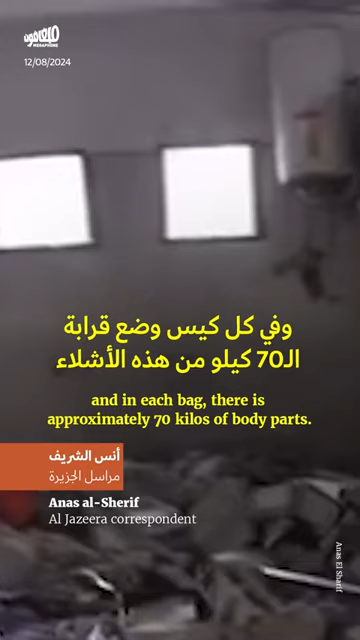 ميغافون
MEGAPHONE
12/08/2024
وفي كل كيس وضع قرابة
الـ70 كيلو من هذه الأشلاء
and in each bag, there is
approximately 70 kilos of body parts.
أنس الشريف
مراسل الجزيرة
Anas al-Sherif
Al Jazeera correspondent
Anas El Sharif